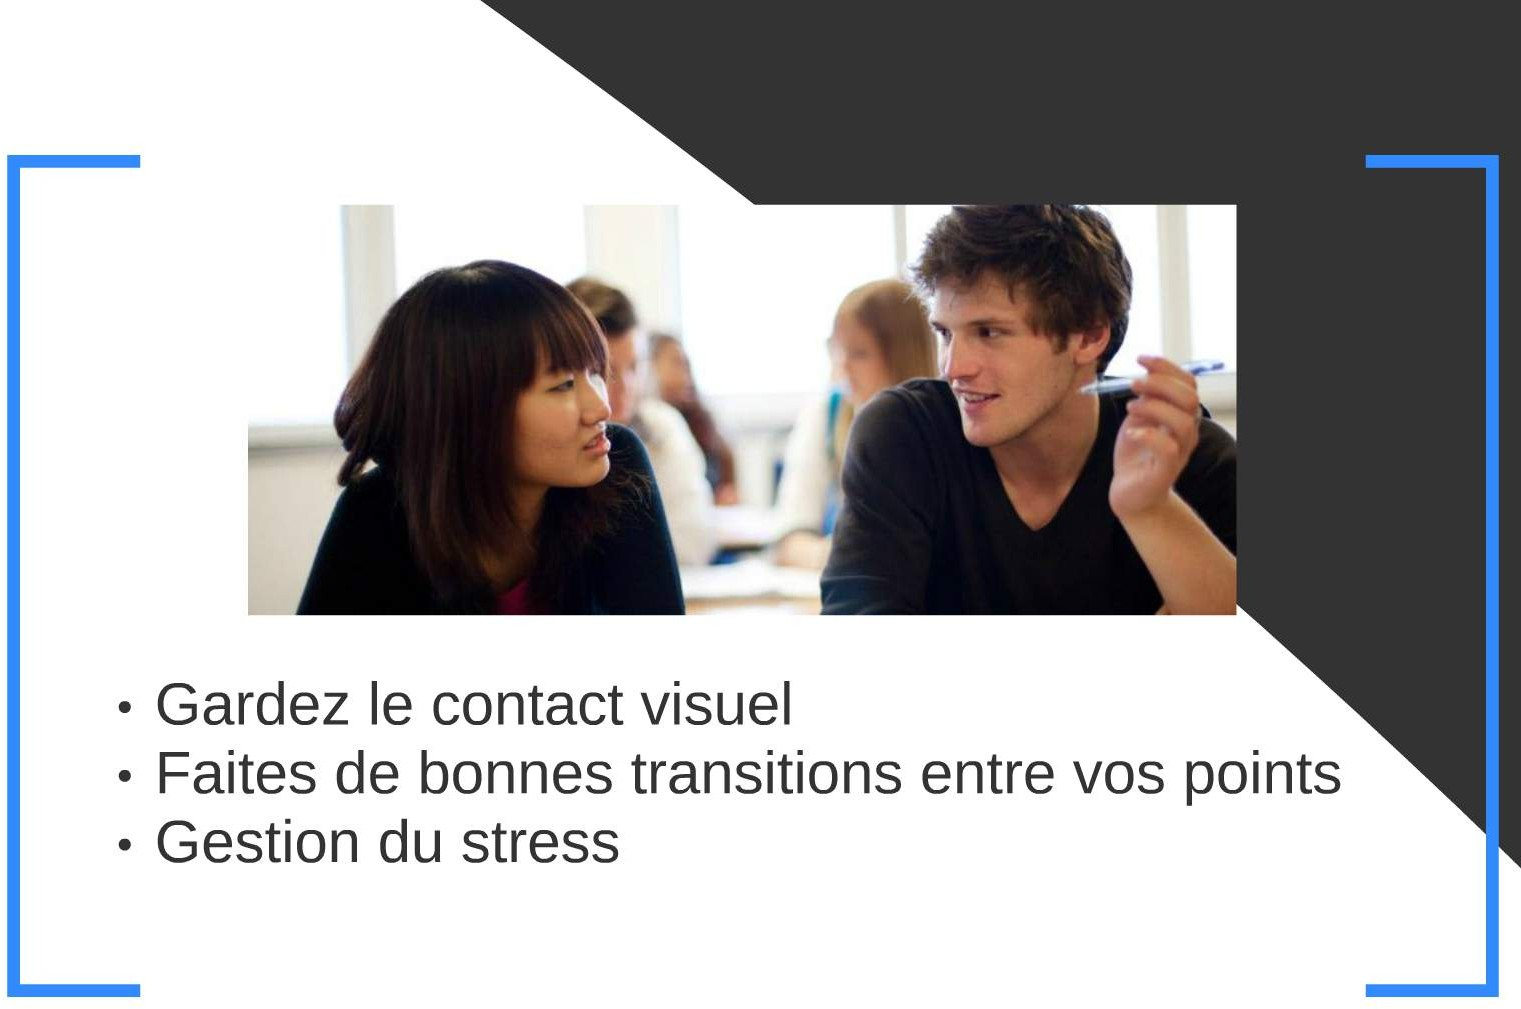 • Gardez le contact visuel
• Faites de bonnes transitions entre vos points
• Gestion du stress